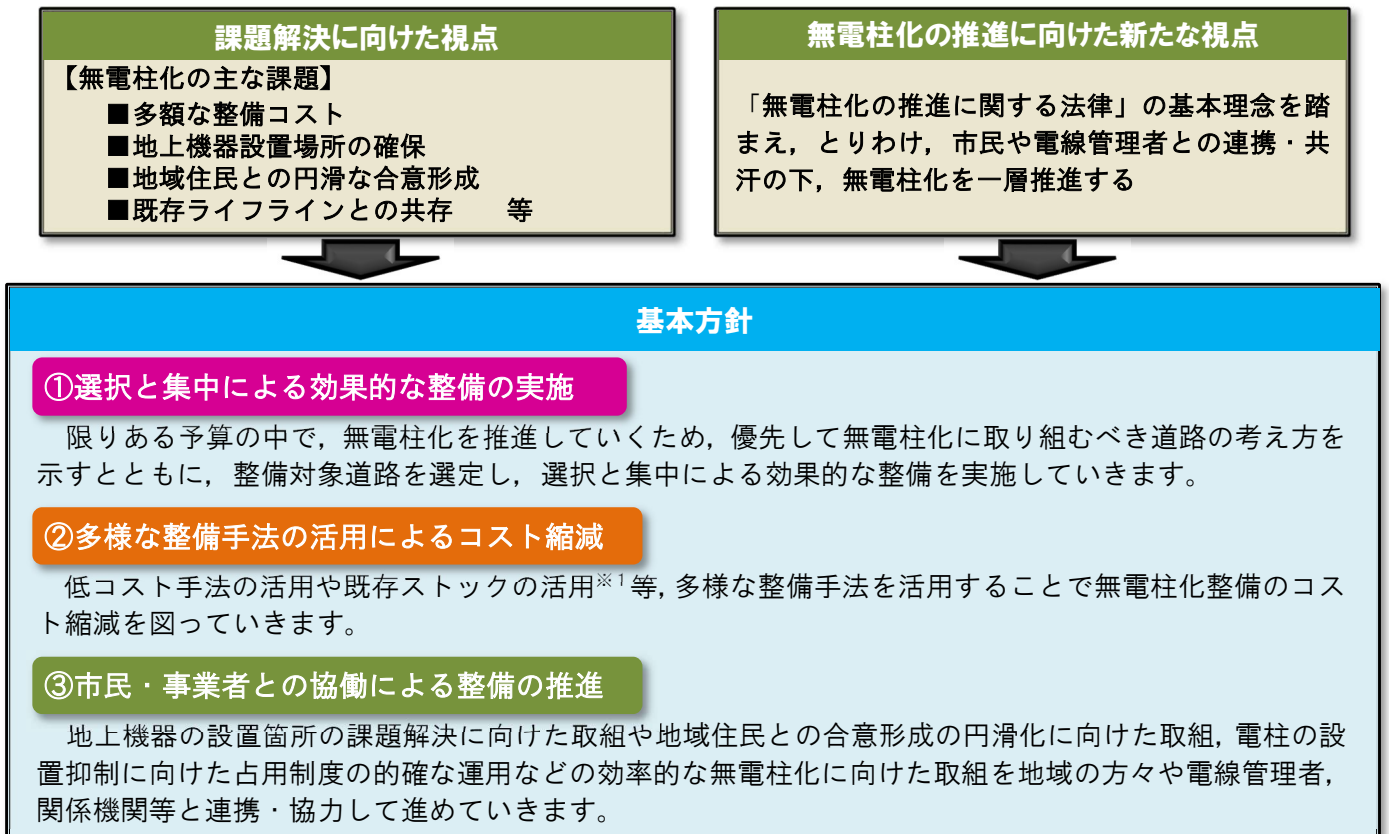 課題解決に向けた視点
【無電柱化の主な課題】
■多額な整備コスト
■地上機器設置場所の確保
■地域住民との円滑な合意形成
■既存ライフラインとの共存　　等
無電柱化の推進に向けた新たな視点
「無電柱化の推進に関する法律」の基本理念を踏
まえ，とりわけ，市民や電線管理者との連携・共
汗の下，無電柱化を一層推進する
基本方針
①選択と集中による効果的な整備の実施
限りある予算の中で，無電柱化を推進していくため，優先して無電柱化に取り組むべき道路の考え方を
示すとともに，整備対象道路を選定し，選択と集中による効果的な整備を実施していきます。
②多様な整備手法の活用によるコスト縮減
低コスト手法の活用や既存ストックの活用※１等，多様な整備手法を活用することで無電柱化整備のコス
ト縮減を図っていきます。
③市民・事業者との協働による整備の推進
地上機器の設置箇所の課題解決に向けた取組や地域住民との合意形成の円滑化に向けた取組，電柱の設
置抑制に向けた占用制度の的確な運用などの効率的な無電柱化に向けた取組を地域の方々や電線管理者，
関係機関等と連携・協力して進めていきます。